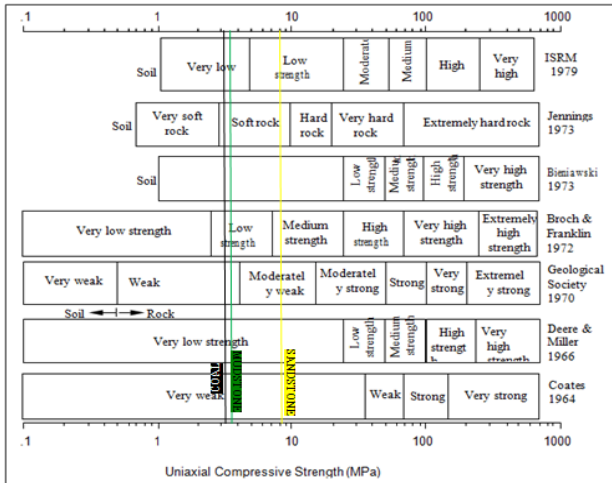 .1 1 10 100 1000
Soil Very low Low strength Moderate Medium High Very high ISRM 1979
Soil Very soft rock Soft rock Hard rock Very hard rock Extremely hard rock Jennings 1973
Soil Low strength Medium strength High strength Very high strength Bieniawski 1973
Very low strength Low strength Medium strength High strength Very high strength Extremely high strength Broch & Franklin 1972
Very weak Weak Moderatel y weak Moderatel y strong Strong Very strong Extremel y strong Geological Society 1970
Soil Rock
Very low strength Low strength Medium strength High strengt h Very high strength Deere & Miller 1966
COAL MUDSTONE SANDSTONE
Very weak Weak Strong Very strong Coates 1964
.1 1 10 100 1000
Uniaxial Compressive Strength (MPa)